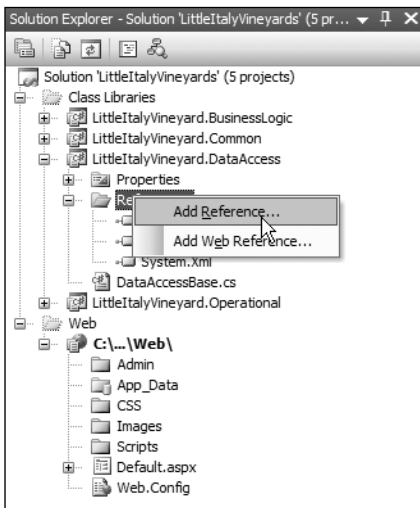 Solution Explorer - Solution 'LittleItalyVineyards' (5 pr...
Solution 'LittleItalyVineyards' (5 projects)
Class Libraries
LittleItalyVineyard.BusinessLogic
LittleItalyVineyard.Common
LittleItalyVineyard.DataAccess
Properties
Add Reference...
Add Web Reference...
System.Xml
DataAccessBase.cs
LittleItalyVineyard.Operational
Web
C:\...\Web\
Admin
App_Data
CSS
Images
Scripts
Default.aspx
Web.Config